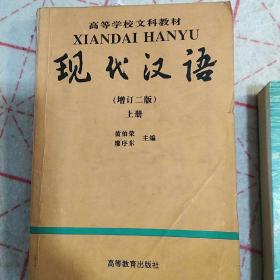 高等学校文科教材
XIANDAI HANYU
现代汉语
(增订二版)
上册
黄伯荣
廖序东 主编
高等教育出版社